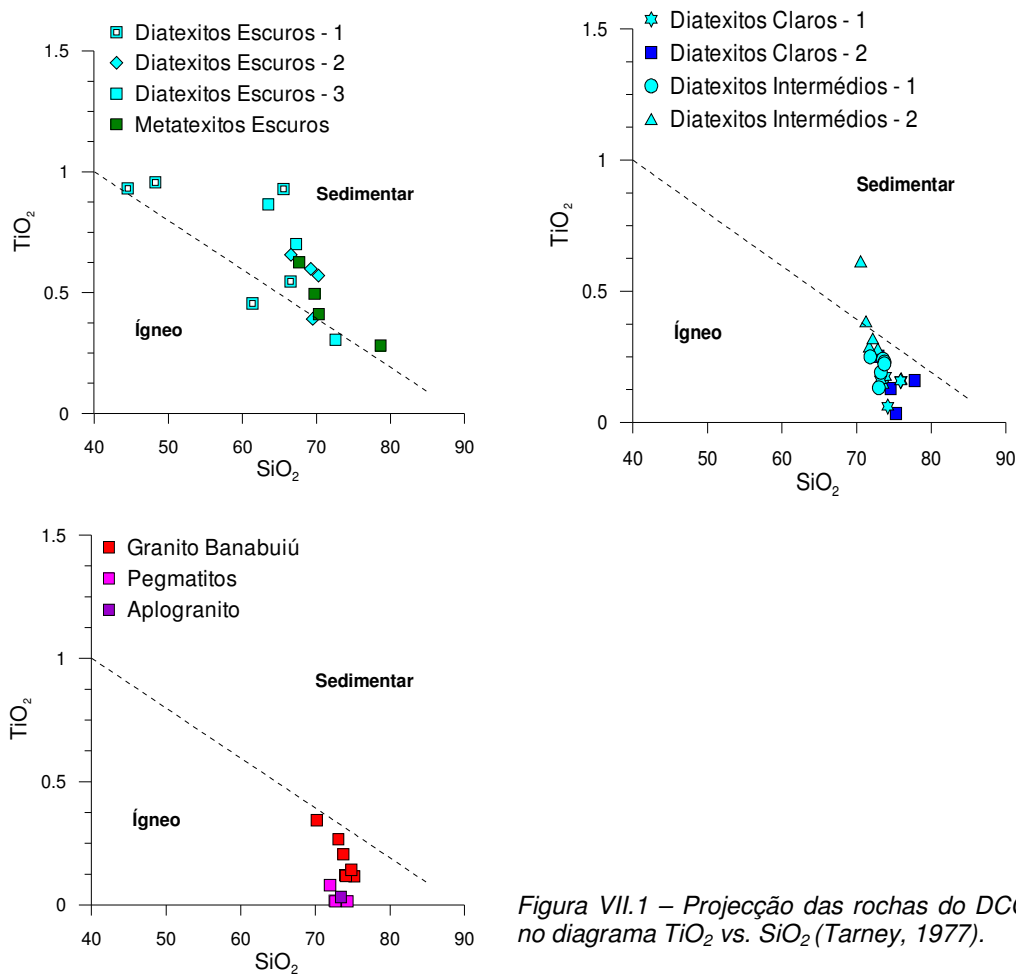 Diatexitos Escuros - 1
Diatexitos Escuros - 2
Diatexitos Escuros - 3
Metatexitos Escuros
1.5
1
0.5
0
TiO₂
Sedimentar
Ígneo
40 50 60 70 80 90
SiO₂
Diatexitos Claros - 1
Diatexitos Claros - 2
Diatexitos Intermédios - 1
Diatexitos Intermédios - 2
1.5
1
0.5
0
TiO₂
Sedimentar
Ígneo
40 50 60 70 80 90
SiO₂
Granito Banabuiú
Pegmatitos
Aplogranito
1.5
1
0.5
0
TiO₂
Sedimentar
Ígneo
40 50 60 70 80 90
SiO₂
Figura VII.1 – Projecção das rochas do
no diagrama TiO₂ vs. SiO₂ (Tarney, 1977).